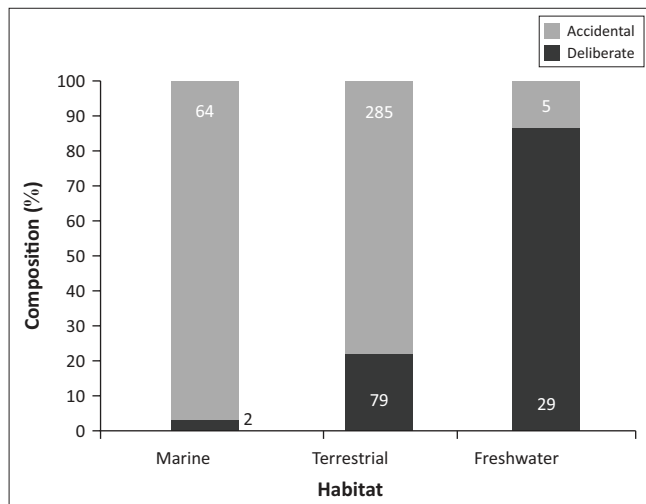 Accidental
Deliberate
Composition (%)
100
90
80
70
60
50
40
30
20
10
0
64
285
5
2
79
29
Marine
Terrestrial
Freshwater
Habitat